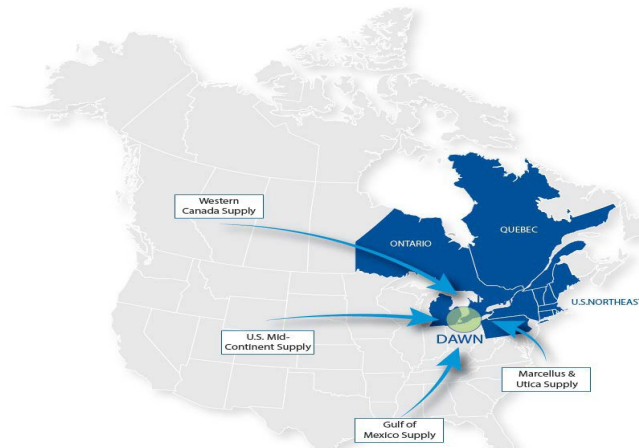 Western
Canada Supply
ONTARIO
QUEBEC
U.S.NORTHEAST
U.S. Mid-
Continent Supply
DAWN
Marcellus &
Utica Supply
Gulf of
Mexico Supply